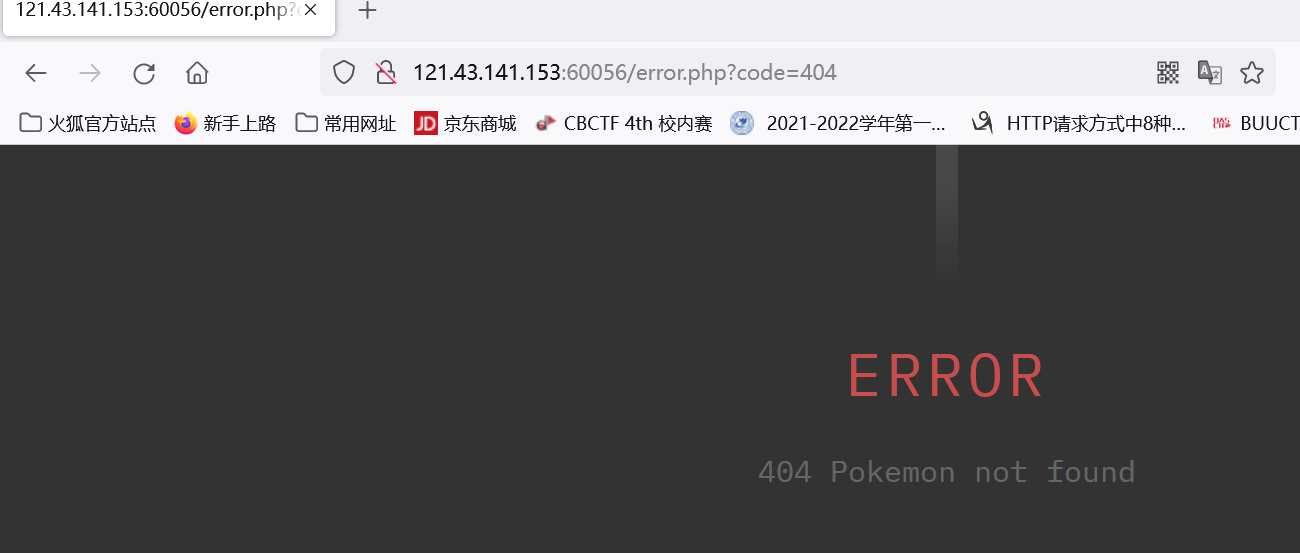 121.43.141.153:60056/error.php?c
121.43.141.153:60056/error.php?code=404
火狐官方站点 新手上路 常用网址 JD 京东商城 CBCTF 4th 校内赛 2021-2022学年第一... HTTP请求方式中8种... BUUCT
ERROR
404 Pokemon not found